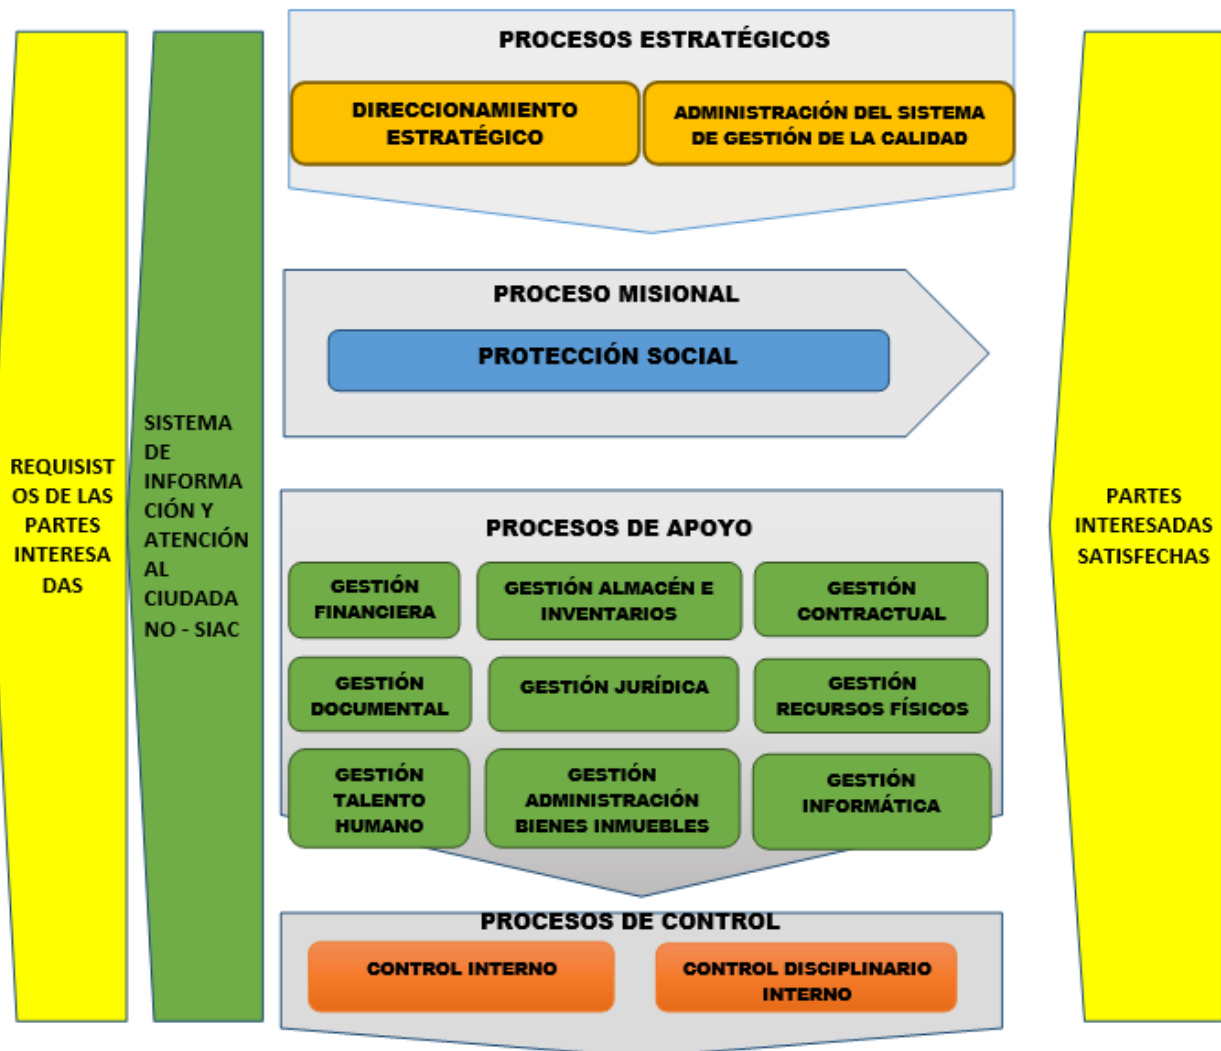 PROCESOS ESTRATÉGICOS
DIRECCIONAMIENTO
ESTRATÉGICO
ADMINISTRACIÓN DEL SISTEMA
DE GESTIÓN DE LA CALIDAD
PROCESO MISIONAL
PROTECCIÓN SOCIAL
REQUISIST
OS DE LAS
PARTES
INTERESA
DAS
SISTEMA
DE
INFORMA
CIÓN Y
ATENCIÓN
AL
CIUDADA
NO - SIAC
PROCESOS DE APOYO
GESTIÓN
FINANCIERA
GESTIÓN ALMACÉN E
INVENTARIOS
GESTIÓN
CONTRACTUAL
GESTIÓN
DOCUMENTAL
GESTIÓN JURÍDICA
GESTIÓN
RECURSOS FÍSICOS
GESTIÓN
TALENTO
HUMANO
GESTIÓN
ADMINISTRACIÓN
BIENES INMUEBLES
GESTIÓN
INFORMÁTICA
PROCESOS DE CONTROL
CONTROL INTERNO
CONTROL DISCIPLINARIO
INTERNO
PARTES
INTERESADAS
SATISFECHAS